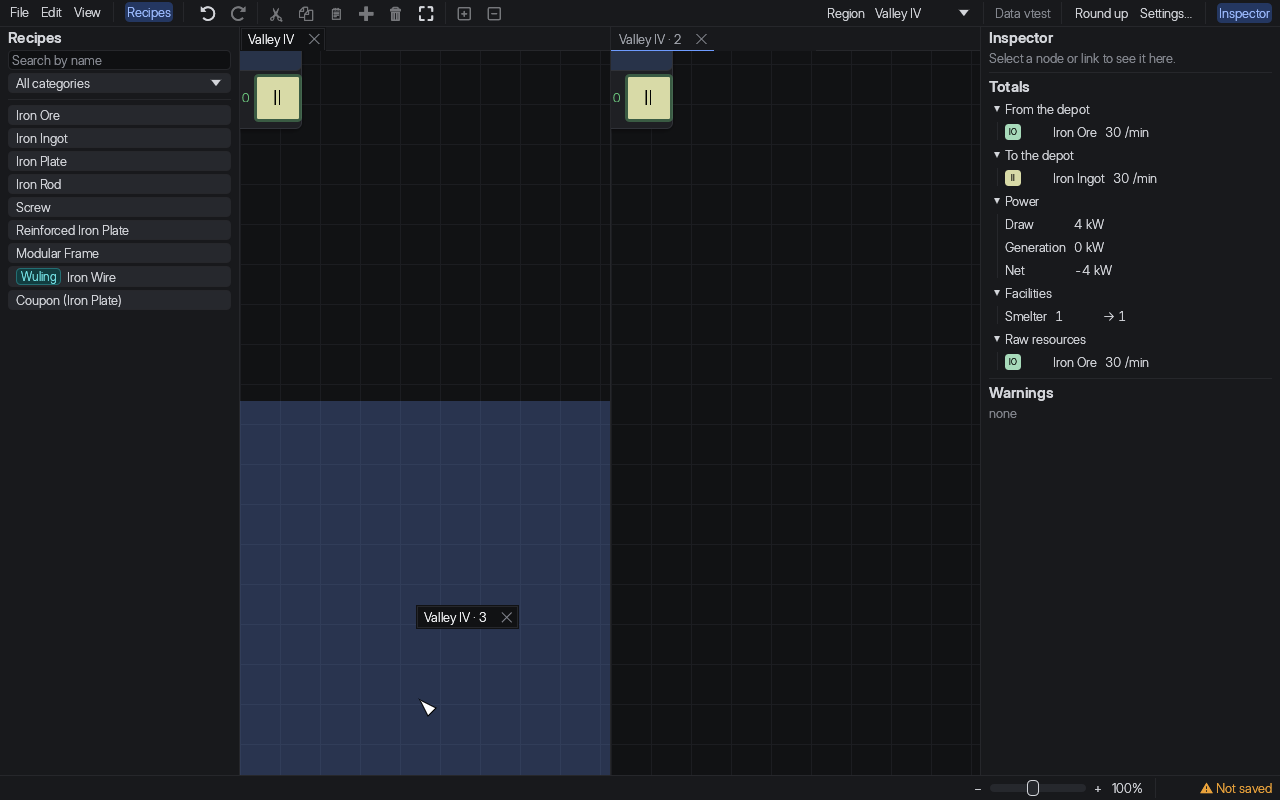 File Edit View Recipes Region Valley IV Data vtest Round up Settings... Inspector
Recipes
Search by name
All categories
Iron Ore
Iron Ingot
Iron Plate
Iron Rod
Screw
Reinforced Iron Plate
Modular Frame
Wuling Iron Wire
Coupon (Iron Plate)
Valley IV
0
II
Valley IV · 3
Valley IV · 2
0
II
Inspector
Select a node or link to see it here.
Totals
From the depot
IO Iron Ore 30 /min
To the depot
II Iron Ingot 30 /min
Power
Draw 4 kW
Generation 0 kW
Net -4 kW
Facilities
Smelter 1 → 1
Raw resources
IO Iron Ore 30 /min
Warnings
none
− + 100% Not saved